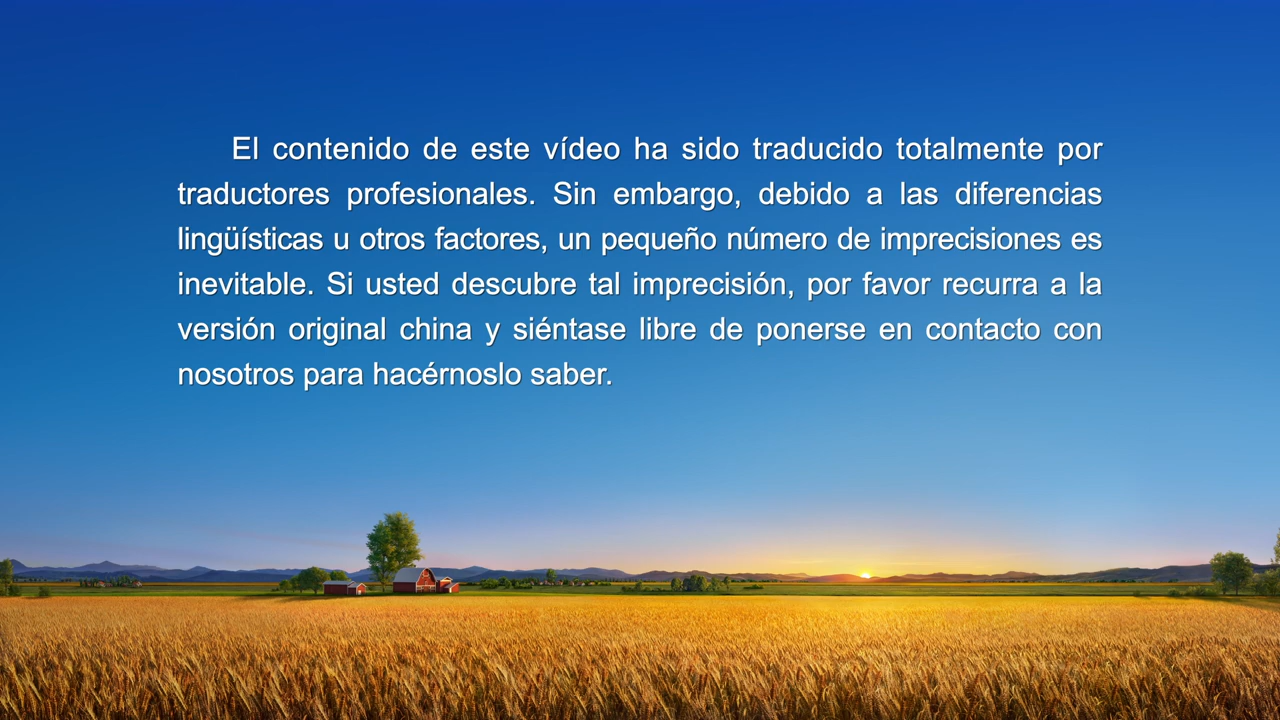 El contenido de este vídeo ha sido traducido totalmente por
traductores profesionales. Sin embargo, debido a las diferencias
lingüísticas u otros factores, un pequeño número de imprecisiones es
inevitable. Si usted descubre tal imprecisión, por favor recurra a la
versión original china y siéntase libre de ponerse en contacto con
nosotros para hacérnoslo saber.